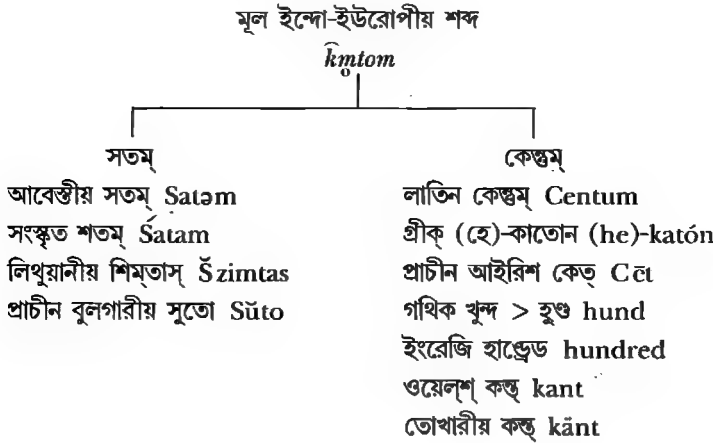 মূল ইন্দো-ইউরোপীয় শব্দ
k̑m̥tom
সতম্
আবেস্তীয় সতম্ Satəm
সংস্কৃত শতম্ Śatam
লিথুয়ানীয় শিম্‌তাস্ Šzimtas
প্রাচীন বুলগারীয় সুতো Sŭto
কেন্তুম্
লাতিন কেন্তুম্ Centum
গ্রীক্ (হে)-কাতোন (he)-katón
প্রাচীন আইরিশ কেত্ Cēt
গথিক খুন্দ > হুণ্ড hund
ইংরেজি হাণ্ড্রেড hundred
ওয়েল্‌শ্ কন্ত্ kant
তোখারীয় কন্ত্ känt